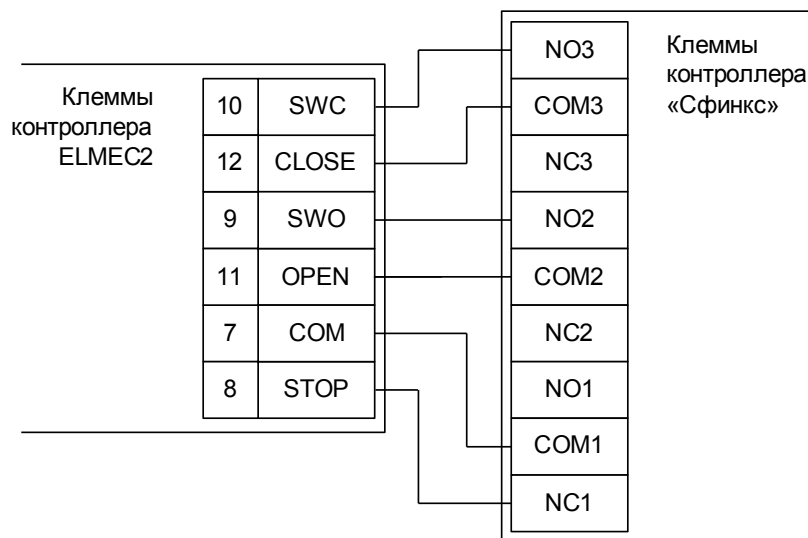 Клеммы
контроллера
ELMEC2
10 SWC
12 CLOSE
9 SWO
11 OPEN
7 COM
8 STOP
NO3
COM3
NC3
NO2
COM2
NC2
NO1
COM1
NC1
Клеммы
контроллера
«Сфинкс»